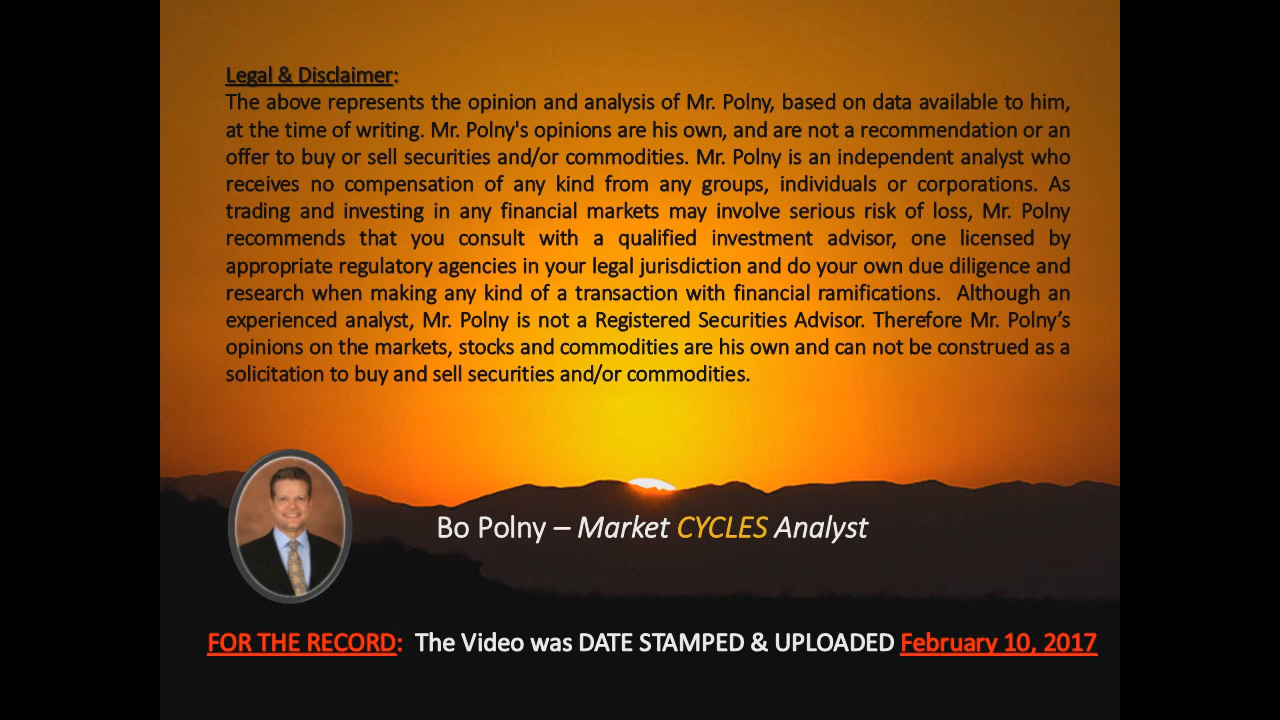 Legal & Disclaimer:
The above represents the opinion and analysis of Mr. Polny, based on data available to him,
at the time of writing. Mr. Polny's opinions are his own, and are not a recommendation or an
offer to buy or sell securities and/or commodities. Mr. Polny is an independent analyst who
receives no compensation of any kind from any groups, individuals or corporations. As
trading and investing in any financial markets may involve serious risk of loss, Mr. Polny
recommends that you consult with a qualified investment advisor, one licensed by
appropriate regulatory agencies in your legal jurisdiction and do your own due diligence and
research when making any kind of a transaction with financial ramifications.  Although an
experienced analyst, Mr. Polny is not a Registered Securities Advisor. Therefore Mr. Polny’s
opinions on the markets, stocks and commodities are his own and can not be construed as a
solicitation to buy and sell securities and/or commodities.
Bo Polny – Market CYCLES Analyst
FOR THE RECORD:  The Video was DATE STAMPED & UPLOADED February 10, 2017